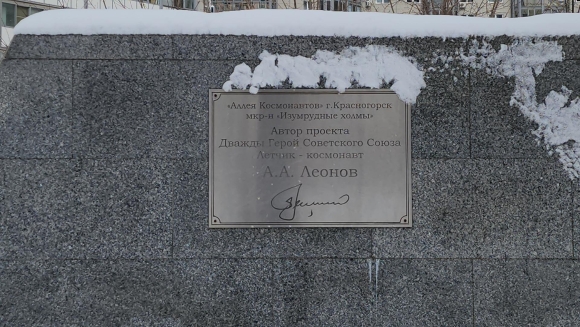 «Аллея Космонавтов» г.Красногорск
мкр-н «Изумрудные холмы»
Автор проекта
Дважды Герой Советского Союза
Летчик - космонавт
А.А. Леонов